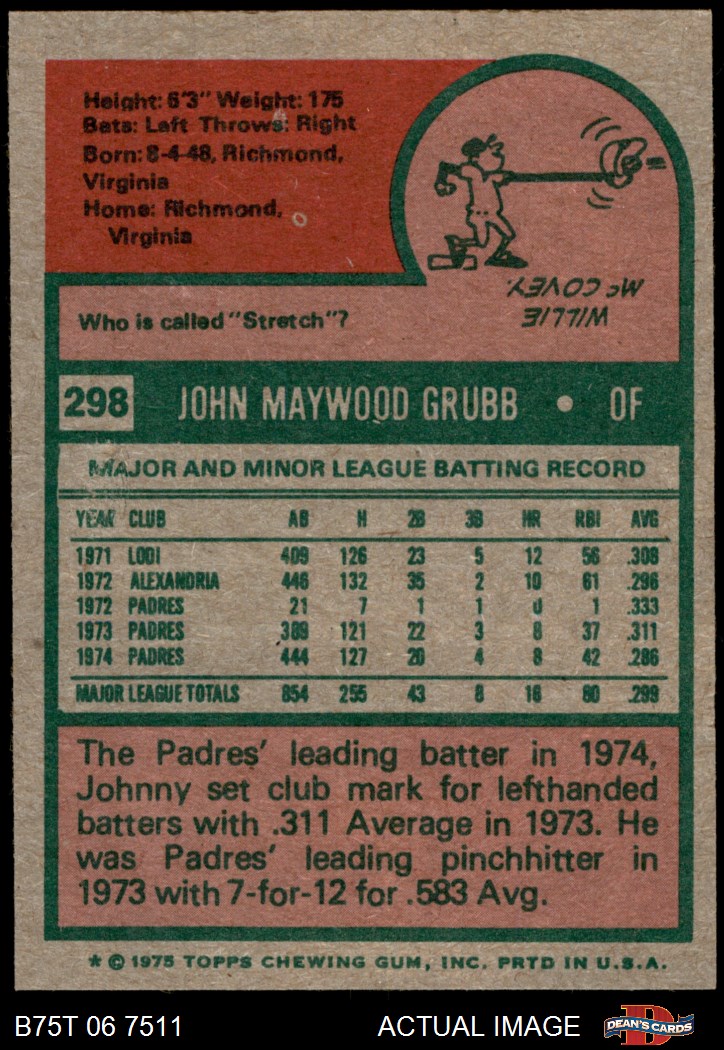 Height: 6'3" Weight: 175
Bats: Left Throws: Right
Born: 8-4-48, Richmond,
Virginia
Home: Richmond,
Virginia
Who is called "Stretch"?
WILLIE
McCOVEY.
298 JOHN MAYWOOD GRUBB • OF
MAJOR AND MINOR LEAGUE BATTING RECORD
YEAR CLUB AB H 2B 3B HR RBI AVG
1971 LODI 409 126 23 5 12 56 .308
1972 ALEXANDRIA 446 132 35 2 10 61 .296
1972 PADRES 21 7 1 1 0 1 .333
1973 PADRES 389 121 22 3 8 37 .311
1974 PADRES 444 127 20 4 8 42 .286
MAJOR LEAGUE TOTALS 854 255 43 8 16 80 .299
The Padres' leading batter in 1974,
Johnny set club mark for lefthanded
batters with .311 Average in 1973. He
was Padres' leading pinchhitter in
1973 with 7-for-12 for .583 Avg.
* © 1975 TOPPS CHEWING GUM, INC. PRTD IN U.S.A.
B75T 06 7511 ACTUAL IMAGE DEAN'S CARDS